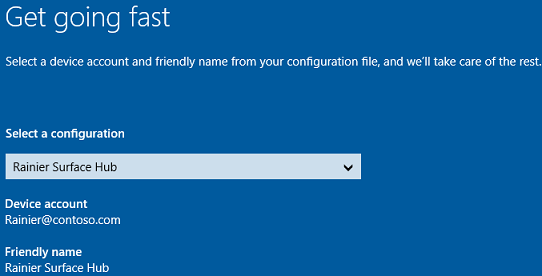 Get going fast
Select a device account and friendly name from your configuration file, and we'll take care of the rest.
Select a configuration
Rainier Surface Hub
Device account
Rainier@contoso.com
Friendly name
Rainier Surface Hub